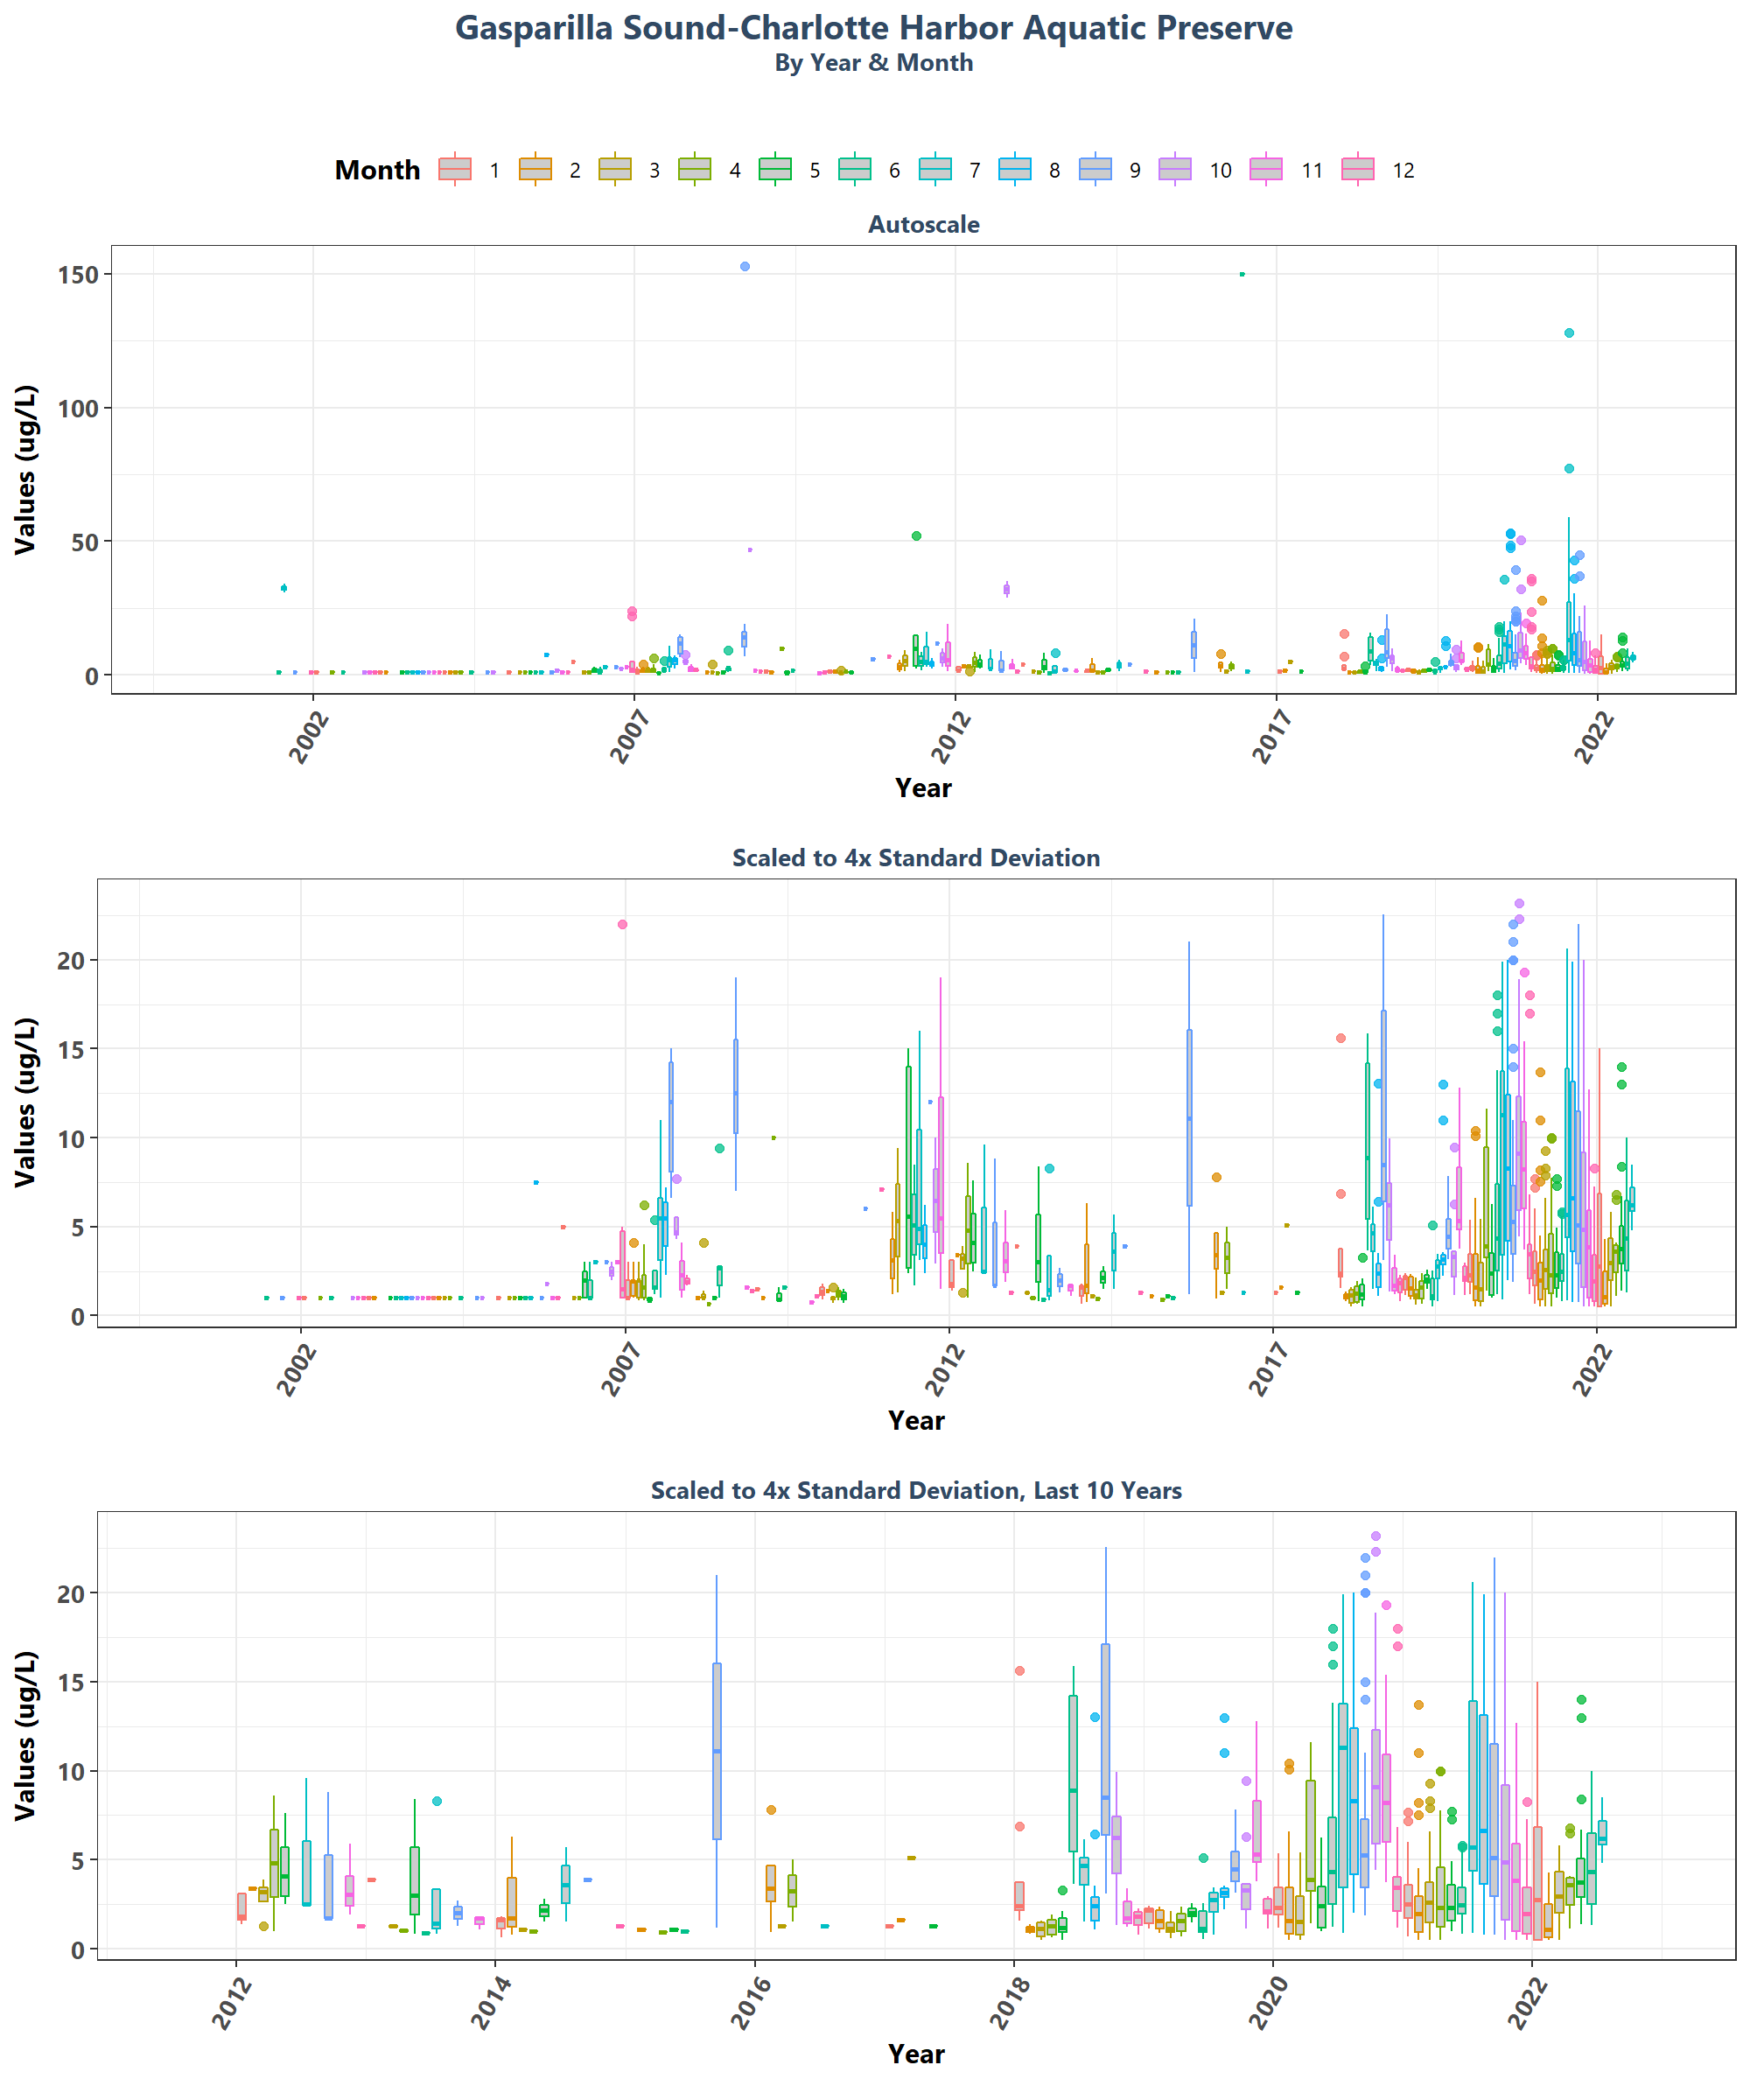 Gasparilla Sound-Charlotte Harbor Aquatic Preserve
By Year & Month
Month 1 2 3 4 5 6 7 8 9 10 11 12
Autoscale
Values (ug/L)
150
100
50
0
2002 2007 2012 2017 2022
Year
Scaled to 4x Standard Deviation
Values (ug/L)
20
15
10
5
0
2002 2007 2012 2017 2022
Year
Scaled to 4x Standard Deviation, Last 10 Years
Values (ug/L)
20
15
10
5
0
2012 2014 2016 2018 2020 2022
Year